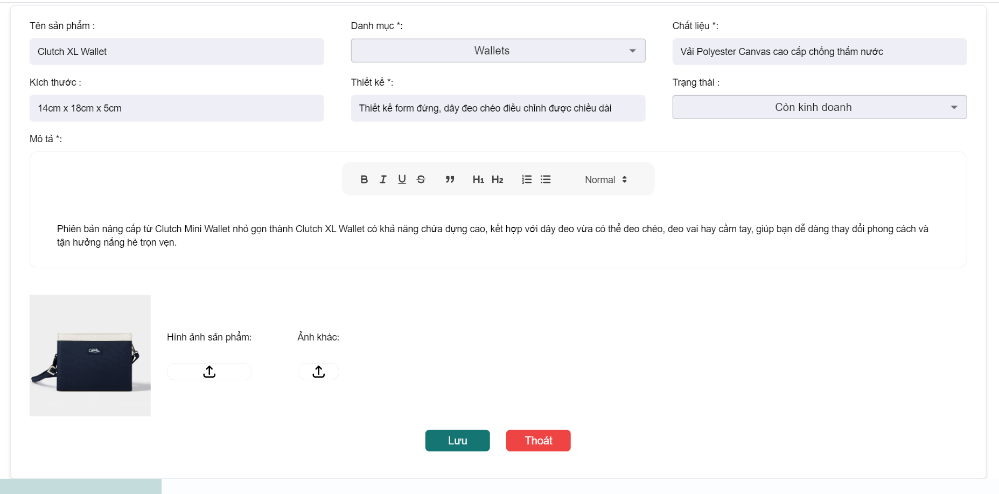 Tên sản phẩm :
Danh mục *:
Chất liệu *:
Clutch XL Wallet
Wallets
Vải Polyester Canvas cao cấp chống thấm nước
Kích thước :
Thiết kế *:
Trạng thái :
14cm x 18cm x 5cm
Thiết kế form đứng, dây đeo chéo điều chỉnh được chiều dài
Còn kinh doanh
Mô tả *:
B I U S ” H1 H2 Normal
Phiên bản nâng cấp từ Clutch Mini Wallet nhỏ gọn thành Clutch XL Wallet có khả năng chứa đựng cao, kết hợp với dây đeo vừa có thể đeo chéo, đeo vai hay cầm tay, giúp bạn dễ dàng thay đổi phong cách và
tận hưởng nắng hè trọn vẹn.
Hình ảnh sản phẩm:
Ảnh khác:
Lưu
Thoát